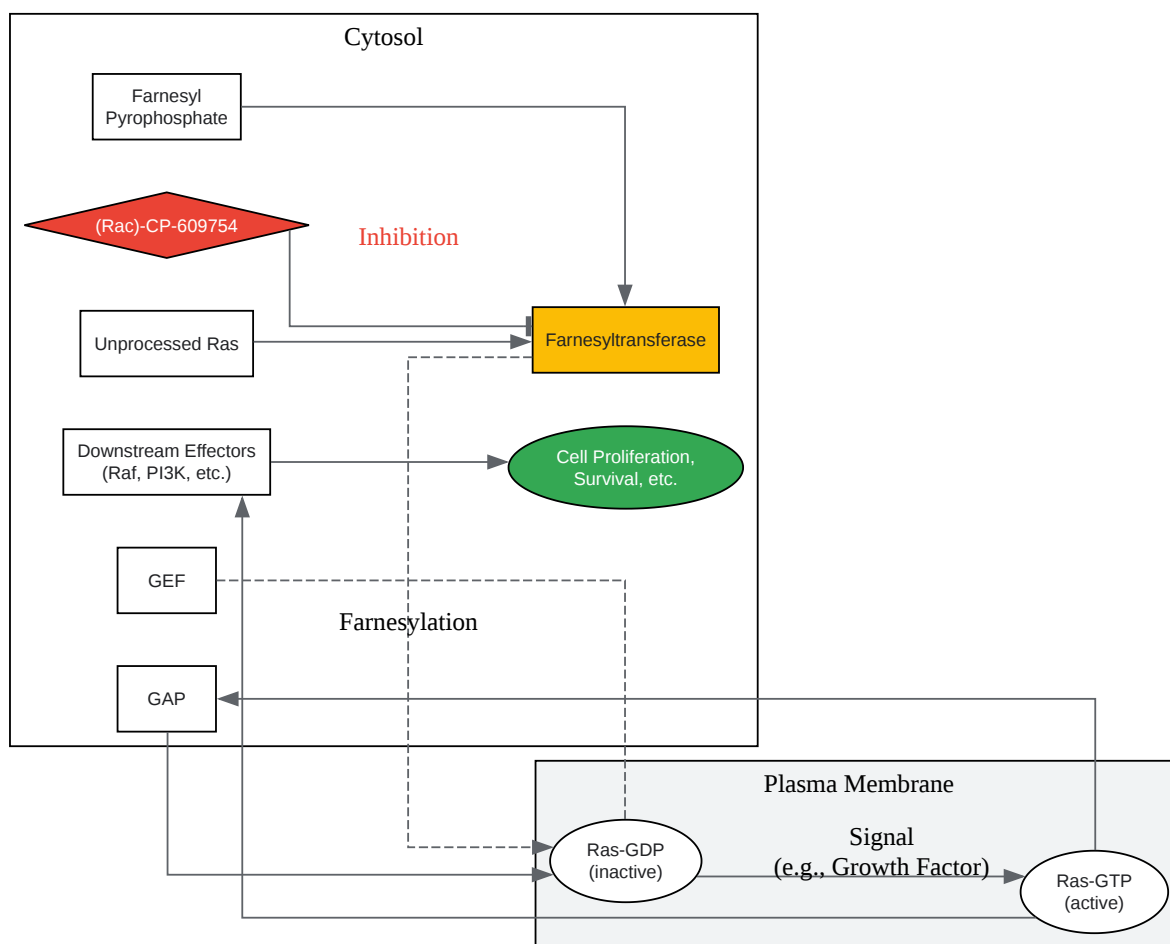 Cytosol
Farnesyl
Pyrophosphate
(Rac)-CP-609754
Inhibition
Unprocessed Ras
Farnesyltransferase
Downstream Effectors
(Raf, PI3K, etc.)
Cell Proliferation,
Survival, etc.
GEF
Farnesylation
GAP
Plasma Membrane
Signal
(e.g., Growth Factor)
Ras-GDP
(inactive)
Ras-GTP
(active)